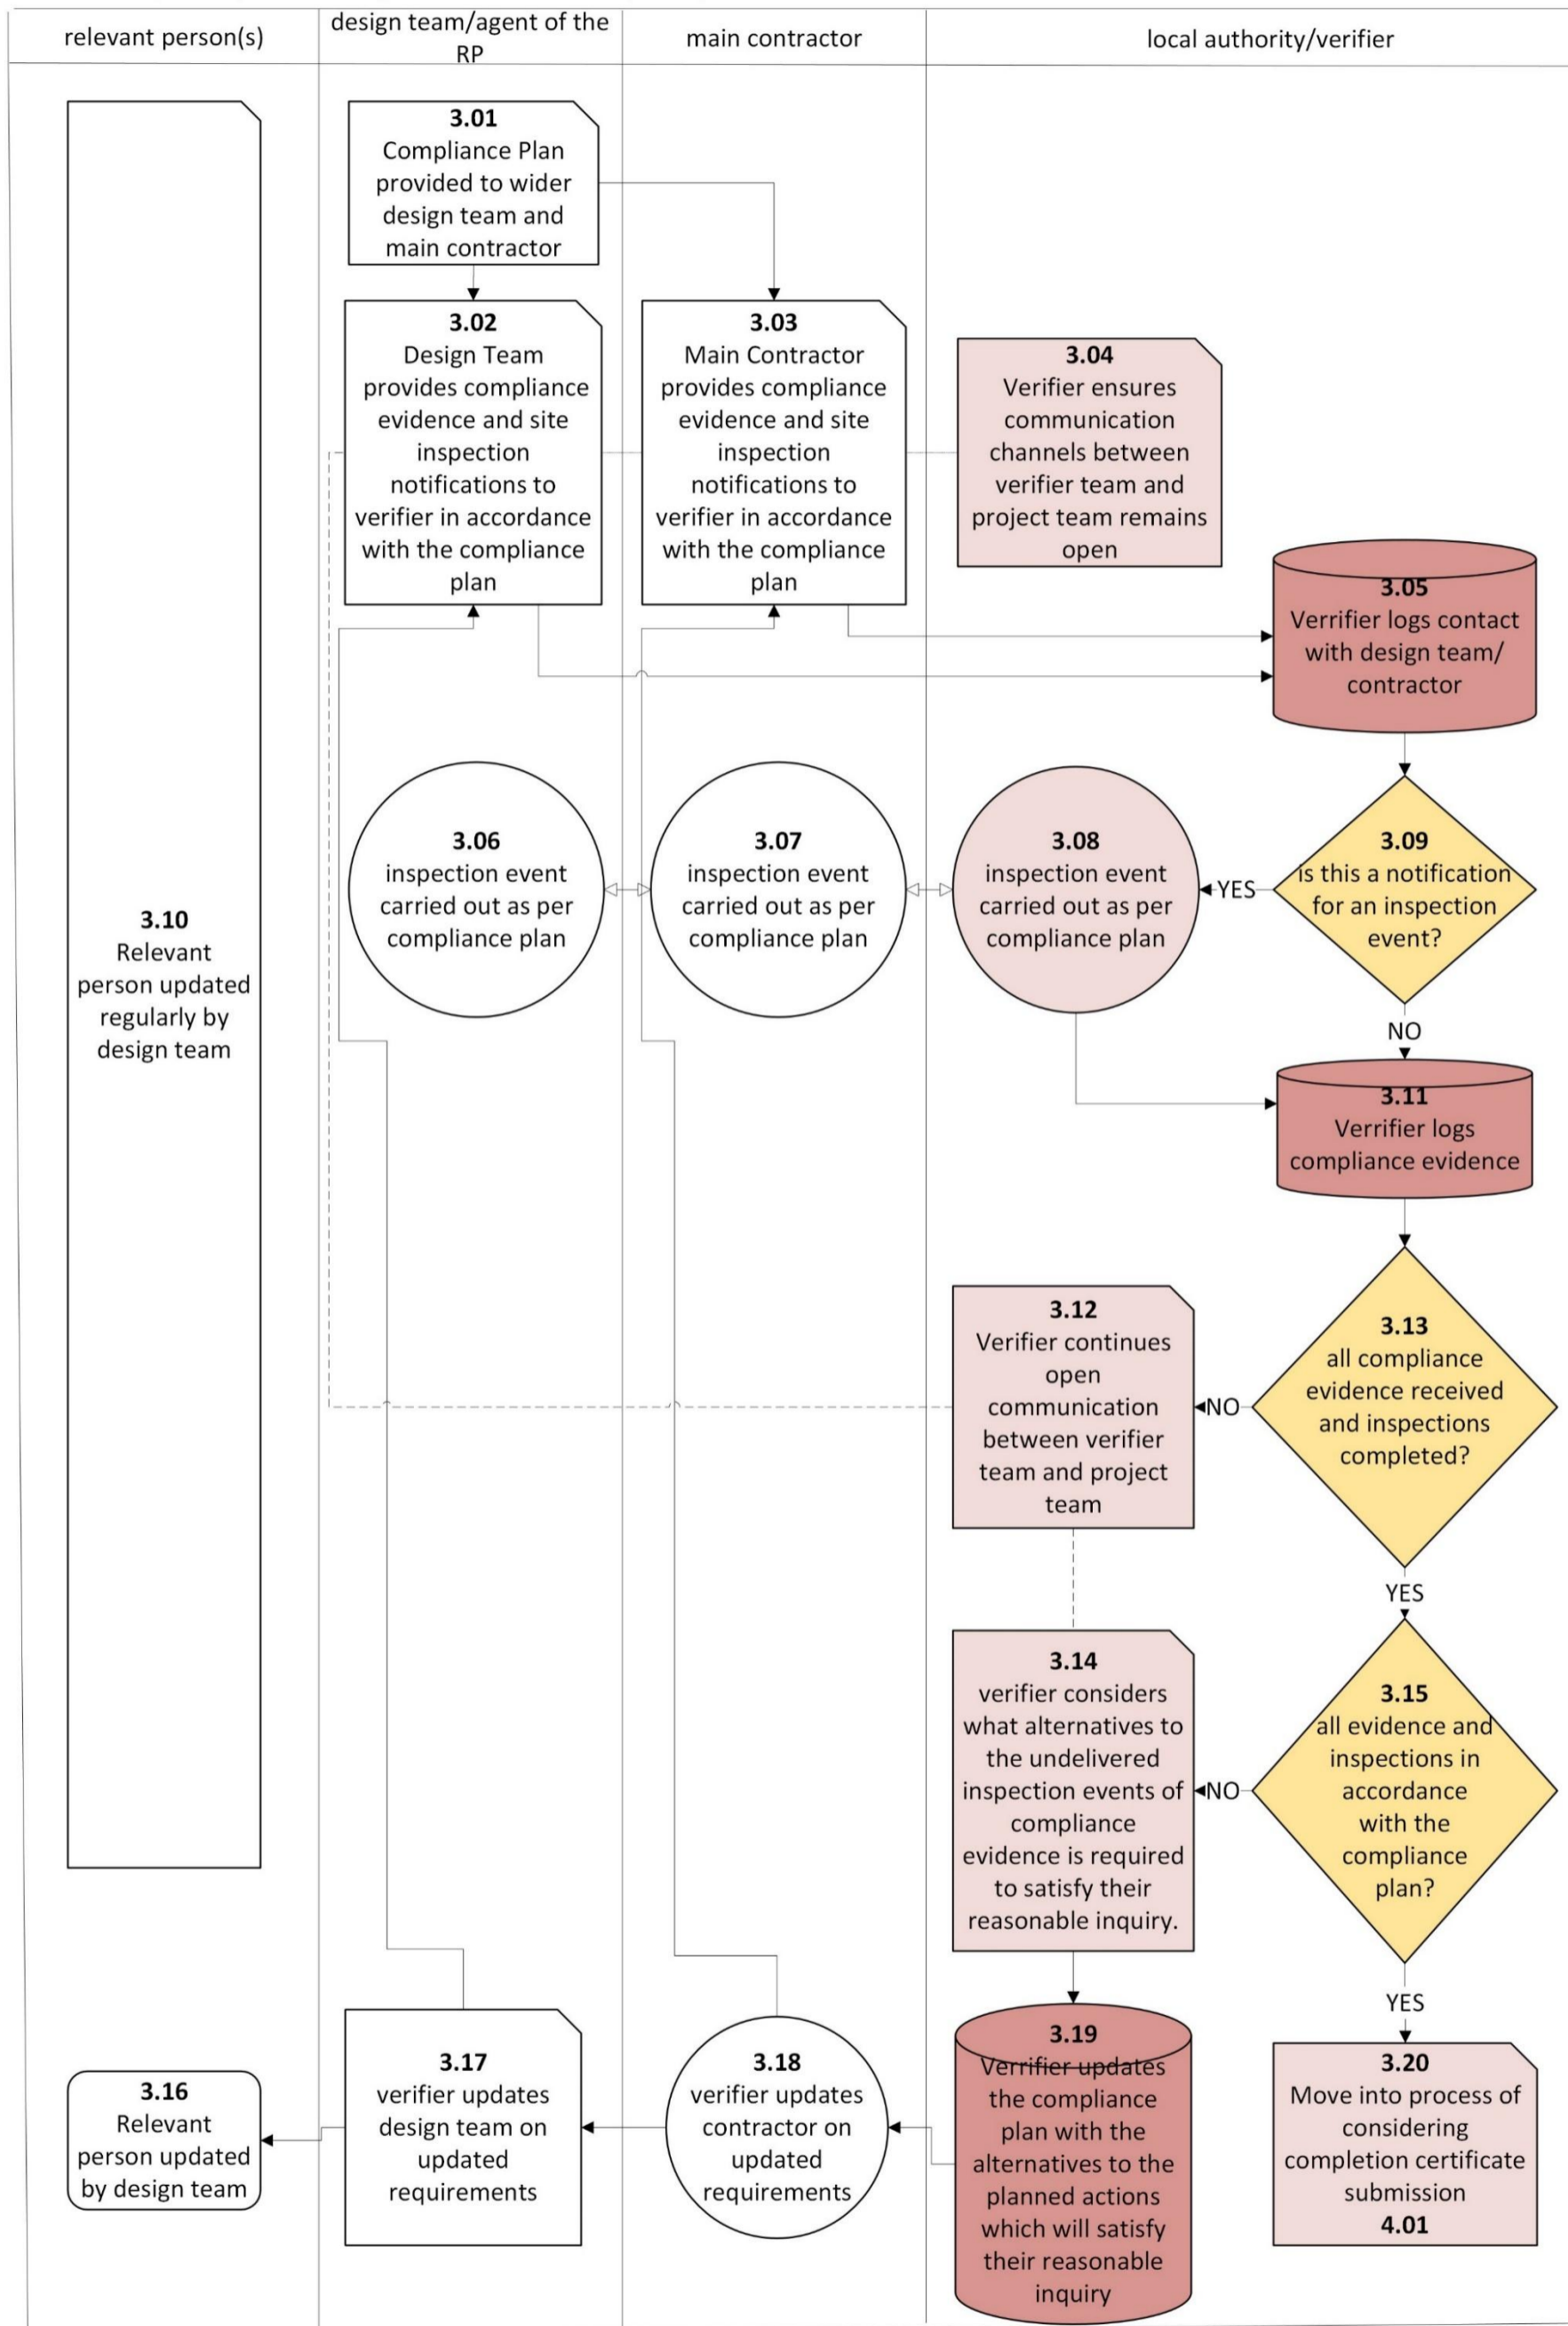 relevant person(s)
design team/agent of the
RP
main contractor
local authority/verifier
3.01
Compliance Plan
provided to wider
design team and
main contractor
3.02
Design Team
provides compliance
evidence and site
inspection
notifications to
verifier in accordance
with the compliance
plan
3.03
Main Contractor
provides compliance
evidence and site
inspection
notifications to
verifier in accordance
with the compliance
plan
3.04
Verifier ensures
communication
channels between
verifier team and
project team remains
open
3.05
Verrifier logs contact
with design team/
contractor
3.06
inspection event
carried out as per
compliance plan
3.07
inspection event
carried out as per
compliance plan
3.08
inspection event
carried out as per
compliance plan
YES
3.09
is this a notification
for an inspection
event?
NO
3.10
Relevant
person updated
regularly by
design team
3.11
Verrifier logs
compliance evidence
3.12
Verifier continues
open
communication
between verifier
team and project
team
NO
3.13
all compliance
evidence received
and inspections
completed?
YES
3.14
verifier considers
what alternatives to
the undelivered
inspection events of
compliance
evidence is required
to satisfy their
reasonable inquiry.
NO
3.15
all evidence and
inspections in
accordance
with the
compliance
plan?
YES
3.16
Relevant
person updated
by design team
3.17
verifier updates
design team on
updated
requirements
3.18
verifier updates
contractor on
updated
requirements
3.19
Verrifier updates
the compliance
plan with the
alternatives to the
planned actions
which will satisfy
their reasonable
inquiry
3.20
Move into process of
considering
completion certificate
submission
4.01